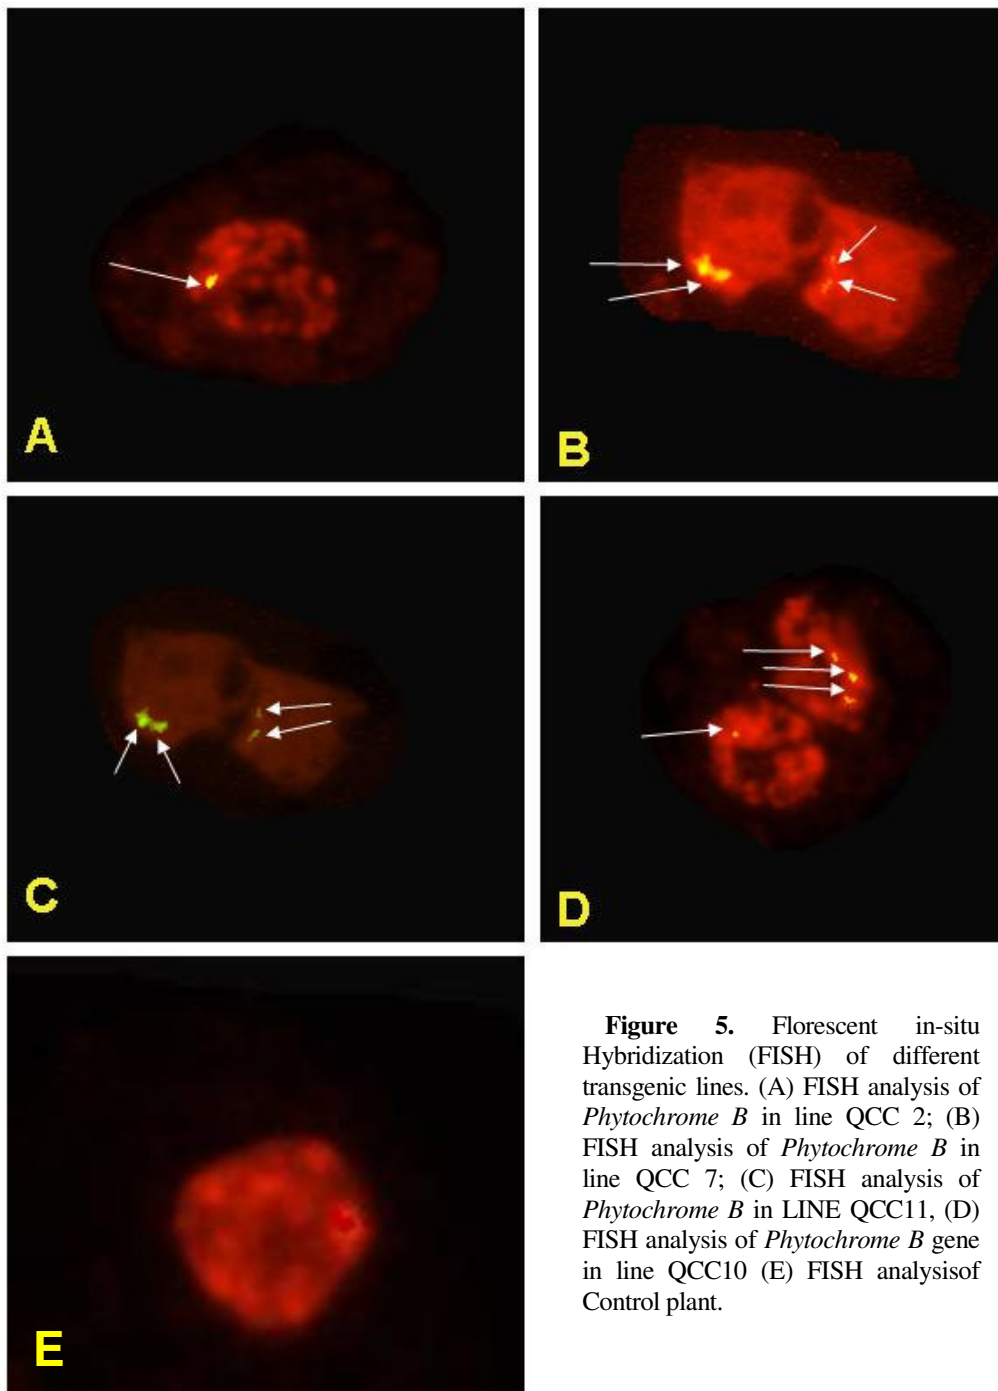 A
B
C
D
E
Figure 5. Florescent in-situ
Hybridization (FISH) of different
transgenic lines. (A) FISH analysis of
Phytochrome B in line QCC 2; (B)
FISH analysis of Phytochrome B in
line QCC 7; (C) FISH analysis of
Phytochrome B in LINE QCC11, (D)
FISH analysis of Phytochrome B gene
in line QCC10 (E) FISH analysisof
Control plant.